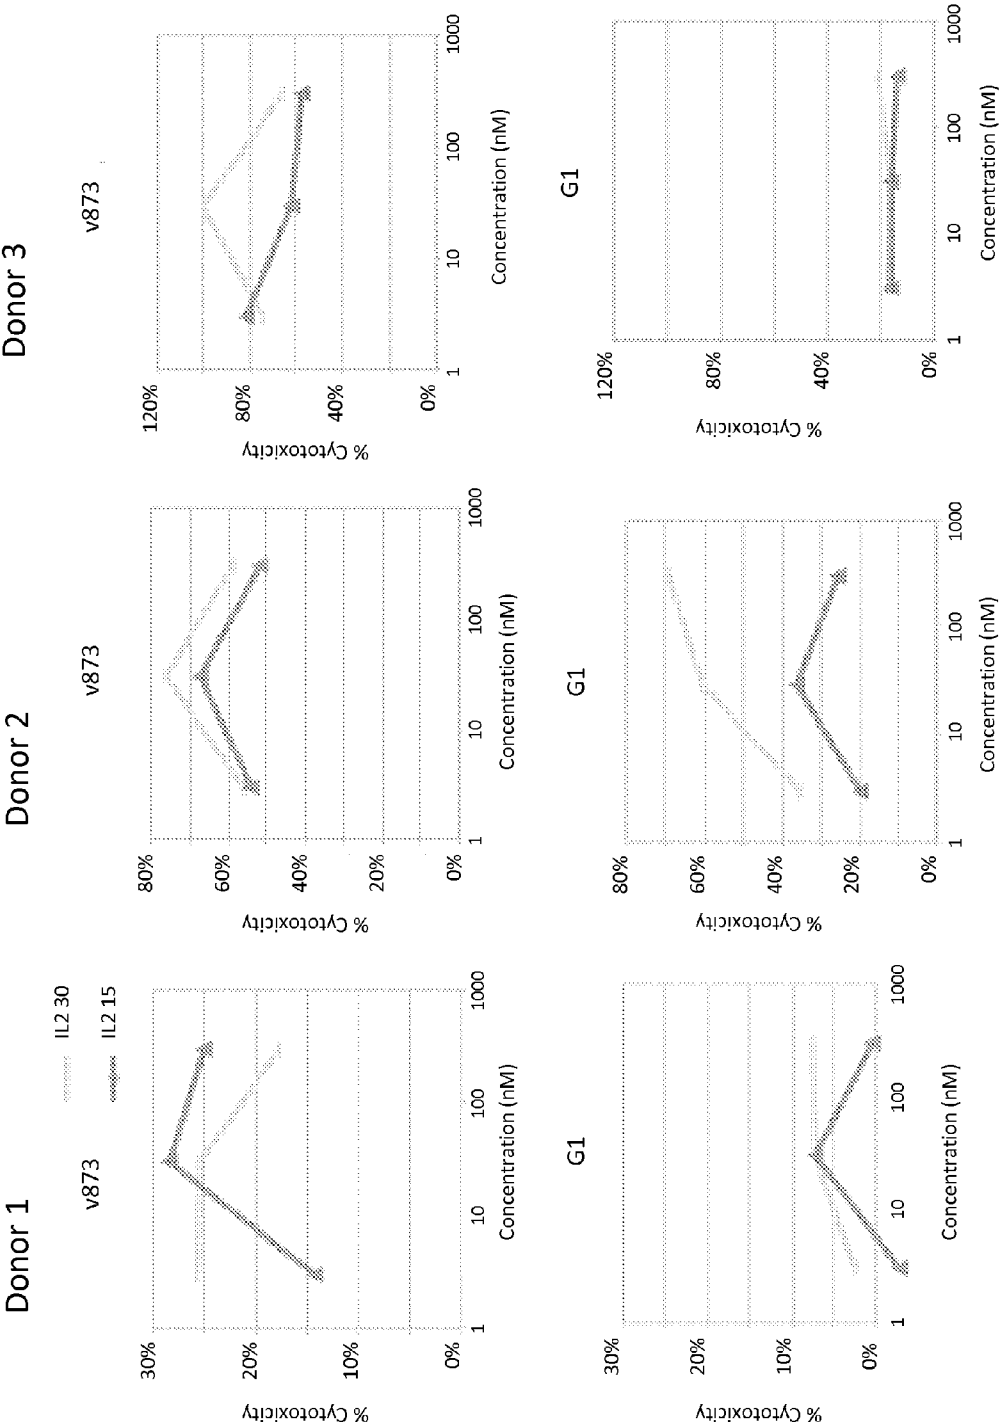 Donor 1
v873
IL2 30
IL2 15
% Cytotoxicity
30%
20%
10%
0%
1
10
100
1000
Concentration (nM)
G1
% Cytotoxicity
30%
20%
10%
0%
1
10
100
1000
Concentration (nM)
Donor 2
v873
% Cytotoxicity
80%
60%
40%
20%
0%
1
10
100
1000
Concentration (nM)
G1
% Cytotoxicity
80%
60%
40%
20%
0%
1
10
100
1000
Concentration (nM)
Donor 3
v873
% Cytotoxicity
120%
80%
40%
0%
1
10
100
1000
Concentration (nM)
G1
% Cytotoxicity
120%
80%
40%
0%
1
10
100
1000
Concentration (nM)